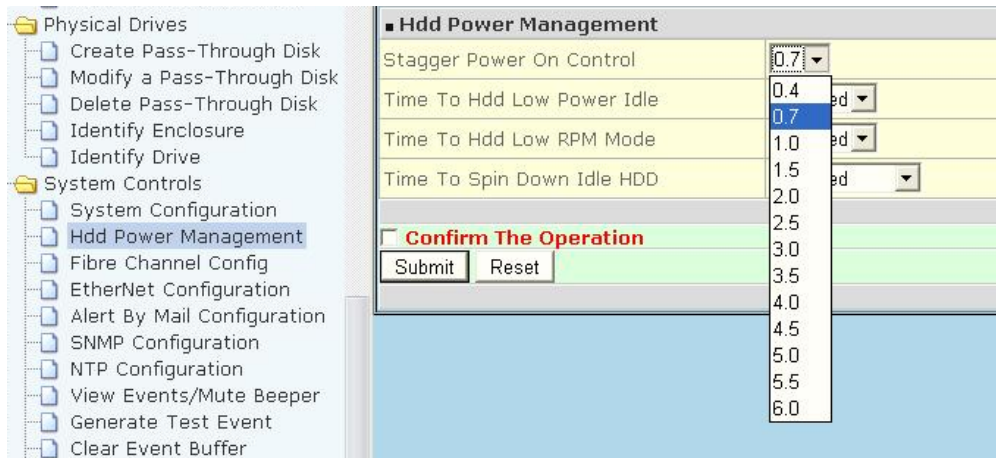 Physical Drives
Create Pass-Through Disk
Modify a Pass-Through Disk
Delete Pass-Through Disk
Identify Enclosure
Identify Drive
System Controls
System Configuration
Hdd Power Management
Fibre Channel Config
EtherNet Configuration
Alert By Mail Configuration
SNMP Configuration
NTP Configuration
View Events/Mute Beeper
Generate Test Event
Clear Event Buffer
Hdd Power Management
Stagger Power On Control
0.7
Time To Hdd Low Power Idle
ed
Time To Hdd Low RPM Mode
ed
Time To Spin Down Idle HDD
ed
0.4
0.7
1.0
1.5
2.0
2.5
3.0
3.5
4.0
4.5
5.0
5.5
6.0
Confirm The Operation
Submit Reset